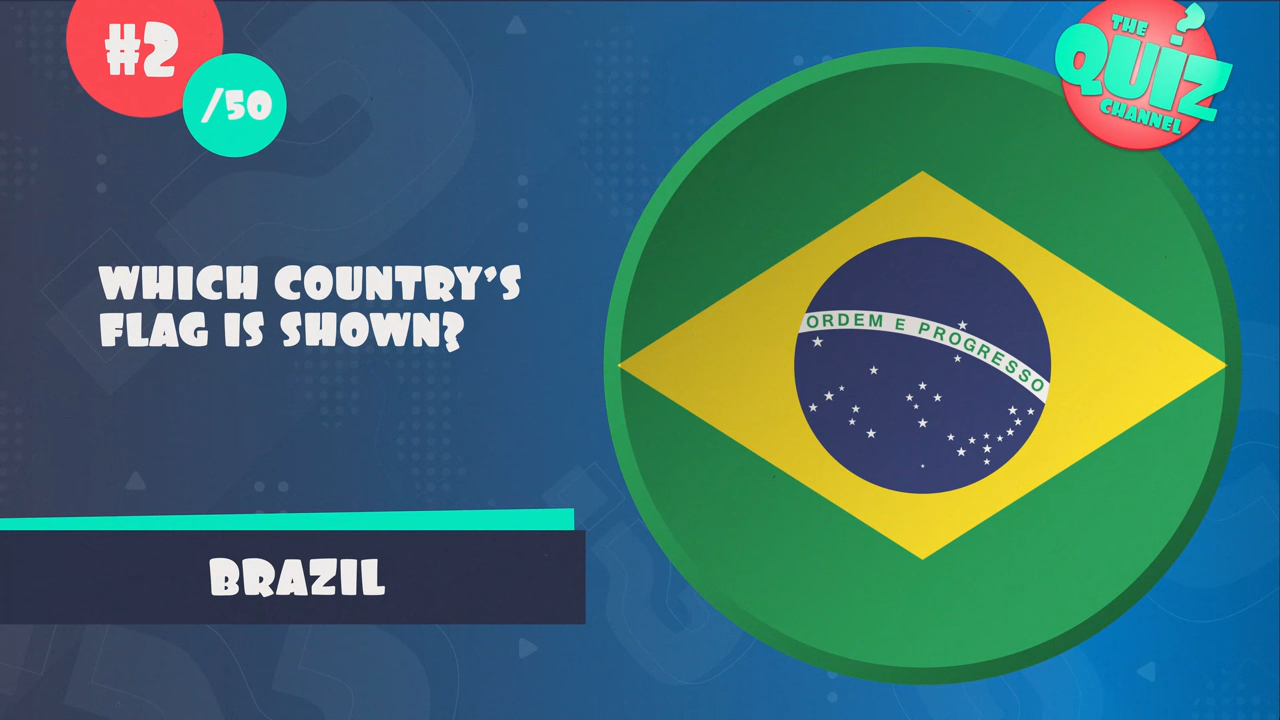 #2
/50
THE
QUIZ
CHANNEL
WHICH COUNTRY'S
FLAG IS SHOWN?
ORDEM E PROGRESSO
BRAZIL